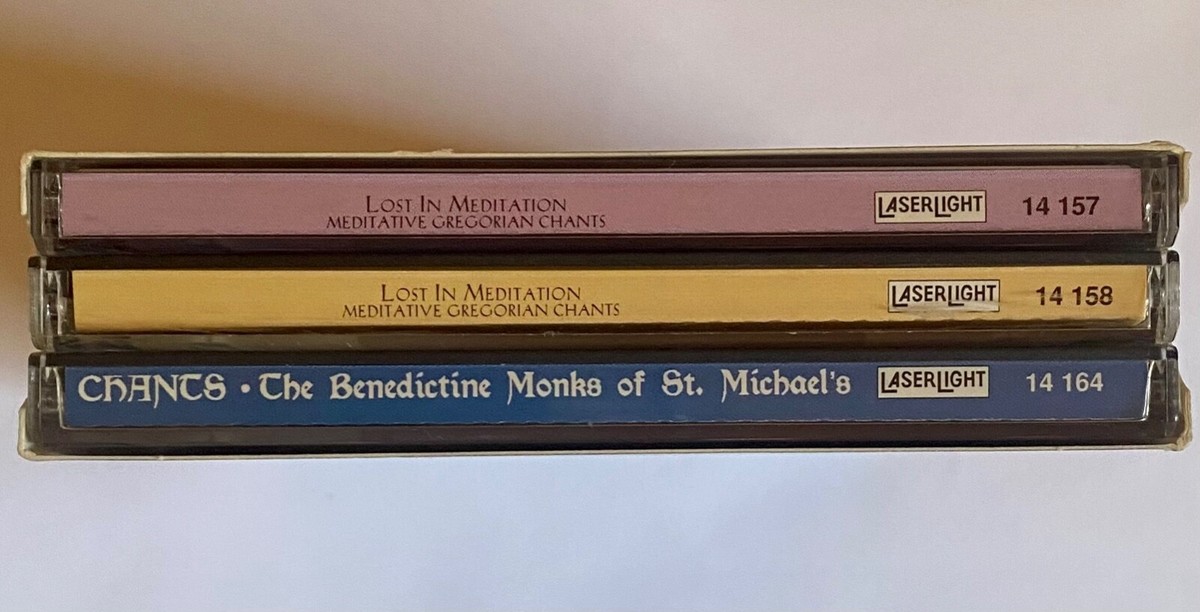 Lost In Meditation
MEDITATIVE GREGORIAN CHANTS
LASERLIGHT
14 157
Lost In Meditation
MEDITATIVE GREGORIAN CHANTS
LASERLIGHT
14 158
CHANTS • The Benedictine Monks of St. Michael's
LASERLIGHT
14 164